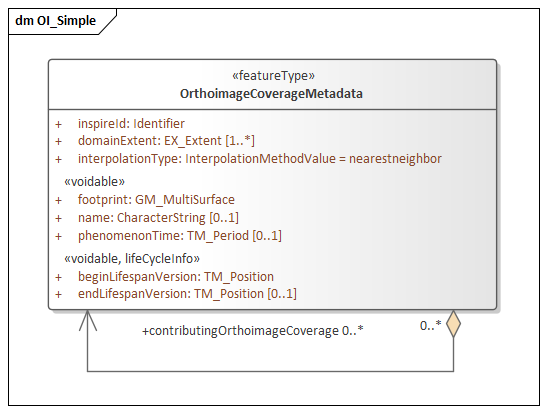 dm OI_Simple
«featureType»
OrthoimageCoverageMetadata
+ inspireId: Identifier
+ domainExtent: EX_Extent [1..*]
+ interpolationType: InterpolationMethodValue = nearestneighbor
«voidable»
+ footprint: GM_MultiSurface
+ name: CharacterString [0..1]
+ phenomenonTime: TM_Period [0..1]
«voidable, lifeCycleInfo»
+ beginLifespanVersion: TM_Position
+ endLifespanVersion: TM_Position [0..1]
+contributingOrthoimageCoverage 0..* 0..*